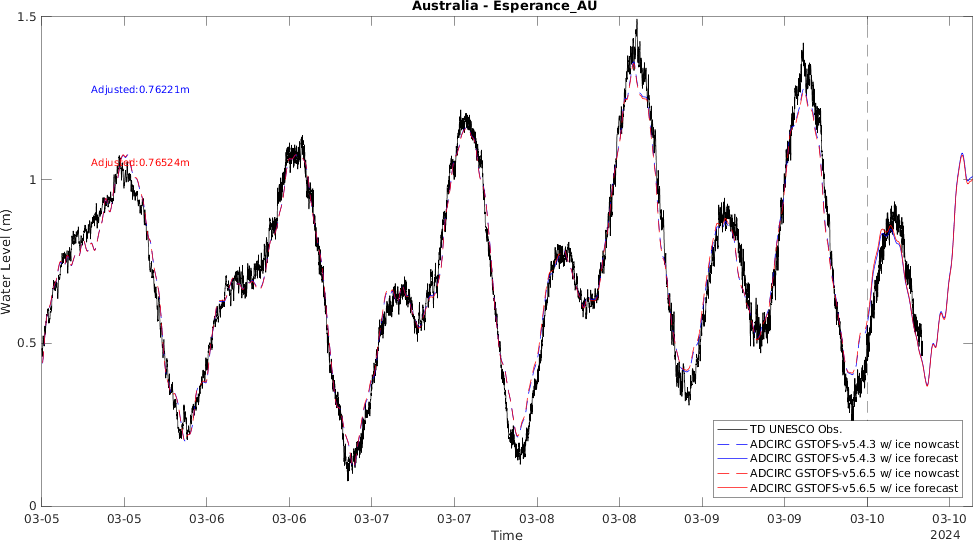 Australia - Esperance_AU
1.5
Adjusted:0.76221m
Adjusted:0.76524m
1
Water Level (m)
0.5
TD UNESCO Obs.
ADCIRC GSTOFS-v5.4.3 w/ ice nowcast
ADCIRC GSTOFS-v5.4.3 w/ ice forecast
ADCIRC GSTOFS-v5.6.5 w/ ice nowcast
ADCIRC GSTOFS-v5.6.5 w/ ice forecast
0
03-05 03-05 03-06 03-06 03-07 03-07 03-08 03-08 03-09 03-09 03-10 03-10
Time
2024